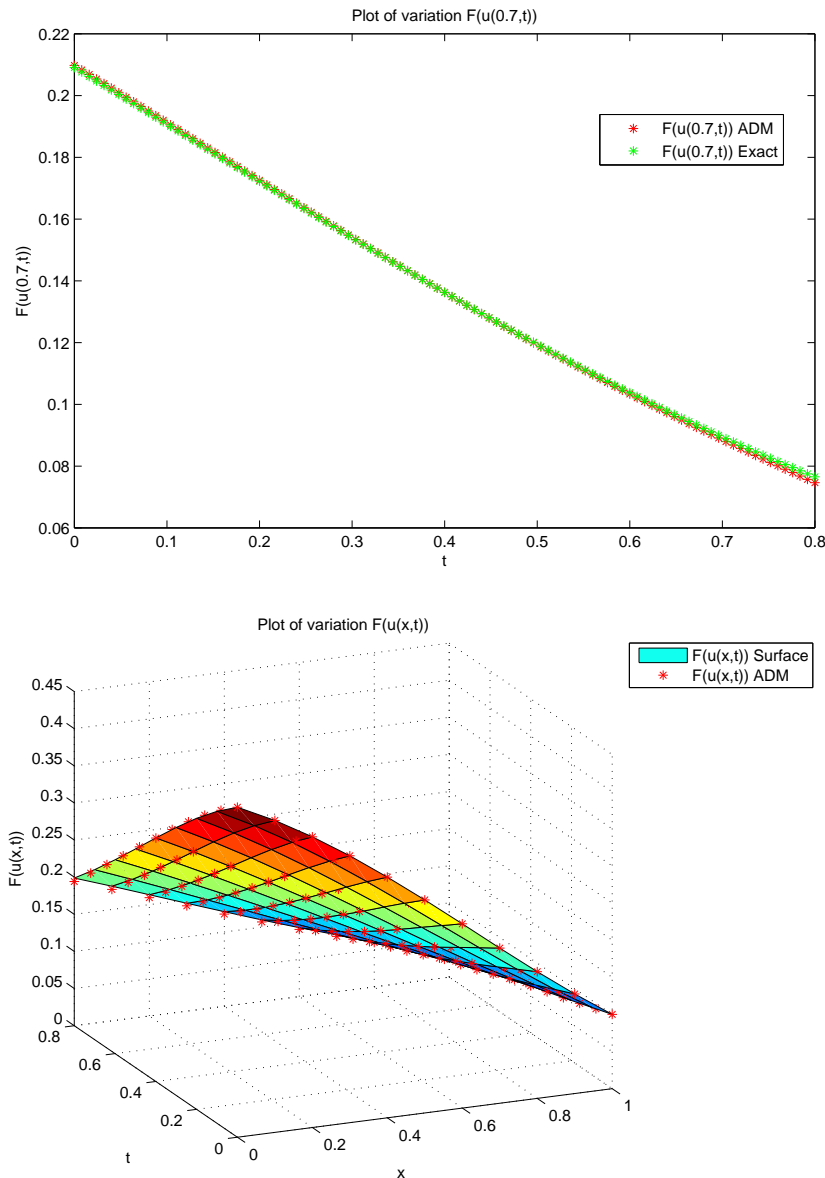 Plot of variation F(u(0.7,t))
0.22
0.2
0.18
0.16
0.14
0.12
0.1
0.08
0.06
F(u(0.7,t))
F(u(0.7,t)) ADM
F(u(0.7,t)) Exact
0 0.1 0.2 0.3 0.4 0.5 0.6 0.7 0.8
t
Plot of variation F(u(x,t))
F(u(x,t)) Surface
F(u(x,t)) ADM
0.45
0.4
0.35
0.3
0.25
0.2
0.15
0.1
0.05
0
F(u(x,t))
0.8
0.6
0.4
0.2
0
t
0 0.2 0.4 0.6 0.8 1
x